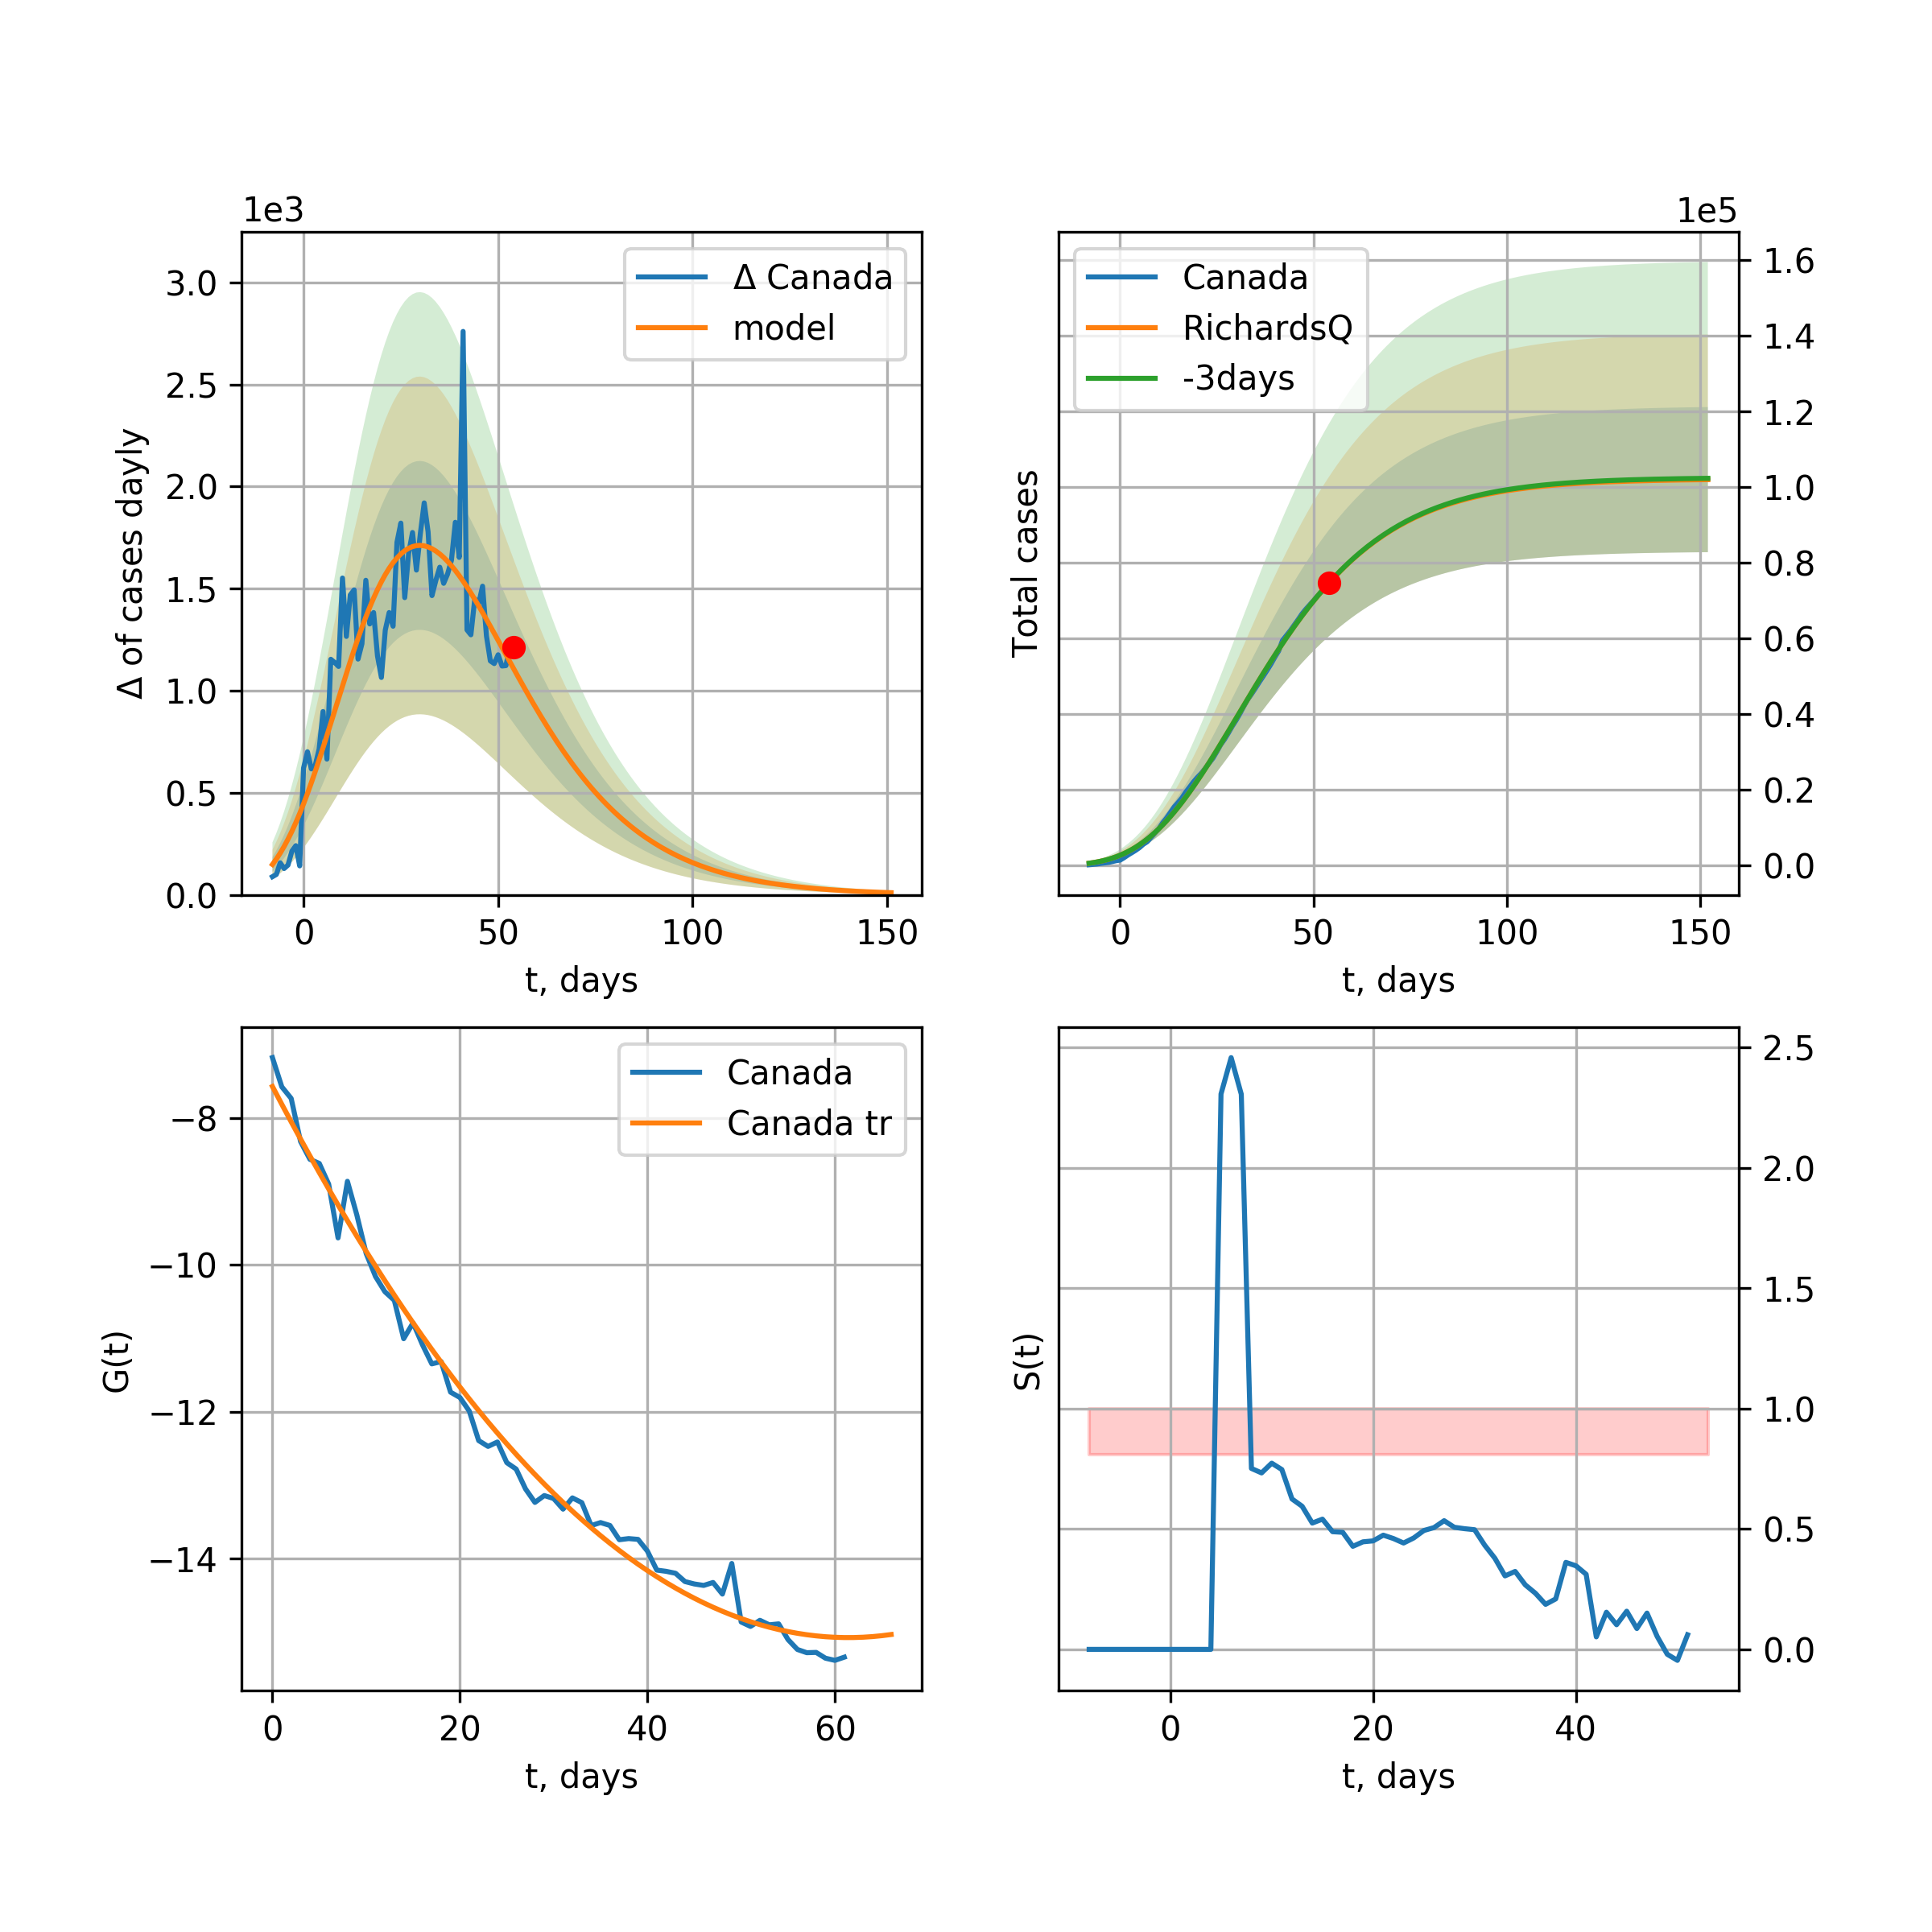 1e3
3.0
2.5
2.0
1.5
1.0
0.5
0.0
Δ of cases dayly
Δ Canada
model
0 50 100 150
t, days
1e5
Canada
RichardsQ
-3days
Total cases
1.6
1.4
1.2
1.0
0.8
0.6
0.4
0.2
0.0
0 50 100 150
t, days
Canada
Canada tr
G(t)
−8
−10
−12
−14
0 20 40 60
t, days
S(t)
2.5
2.0
1.5
1.0
0.5
0.0
0 20 40
t, days